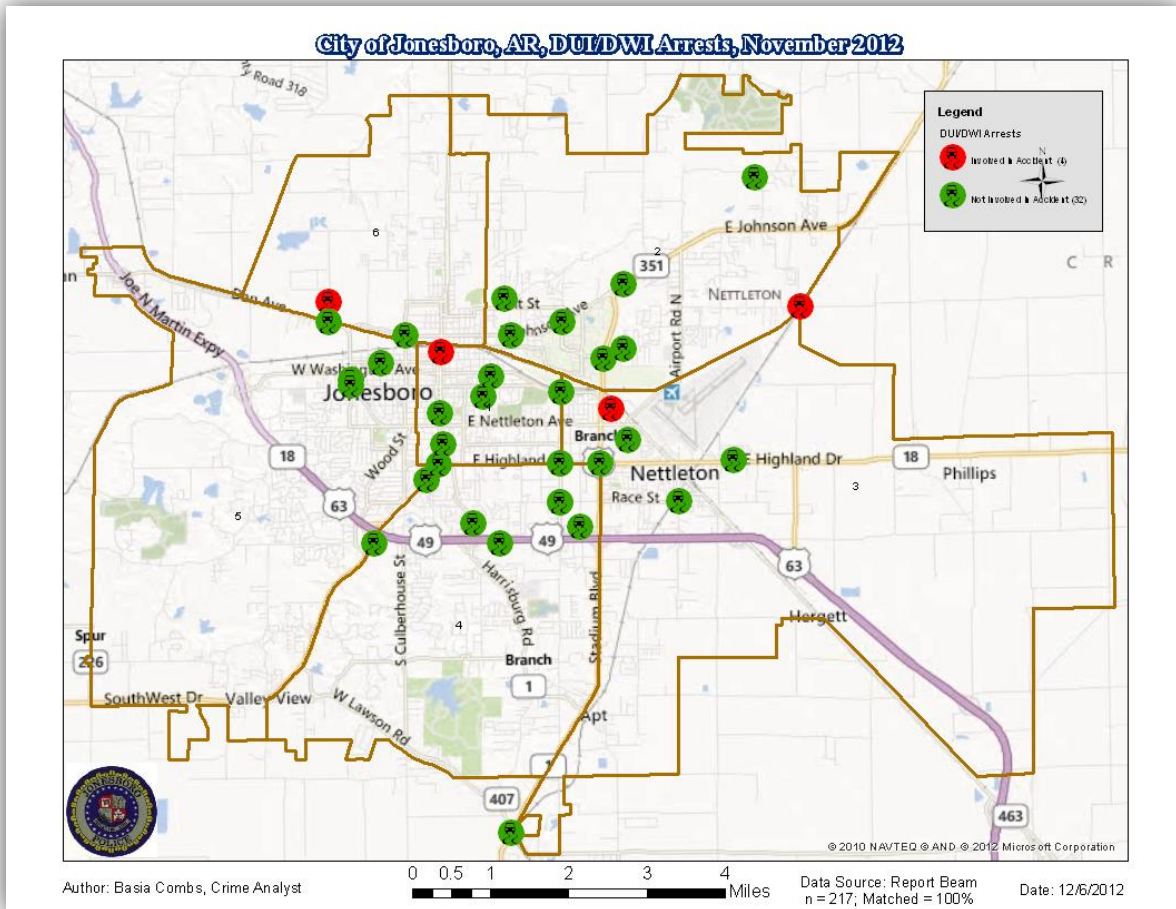 City of Jonesboro, AR, DUI/DWI Arrests, November 2012
Legend
DUI/DWI Arrests
N
Involved in Accident (4)
Not Involved in Accident (32)
Road 318
6
E Johnson Ave
2
351
C R
NETTLETON
Joe N Martin Expy
Dan Ave
Airport Rd N
W Washington Ave
Jonesboro
E Nettleton Ave
Wood St
E Highland
E Highland Dr
18
18
Phillips
Nettleton
Race St
3
63
5
49
49
63
S Culberhouse St
Harrisburg Rd
Stadium Blvd
Hergett
4
Spur
226
Branch
1
SouthWest Dr
Valley View
W Lawson Rd
Apt
1
407
463
JONESBORO
POLICE
© 2010 NAVTEQ © AND © 2012 Microsoft Corporation
Author: Basia Combs, Crime Analyst
0 0.5 1 2 3 4
Miles
Data Source: Report Beam
n = 217; Matched = 100%
Date: 12/6/2012